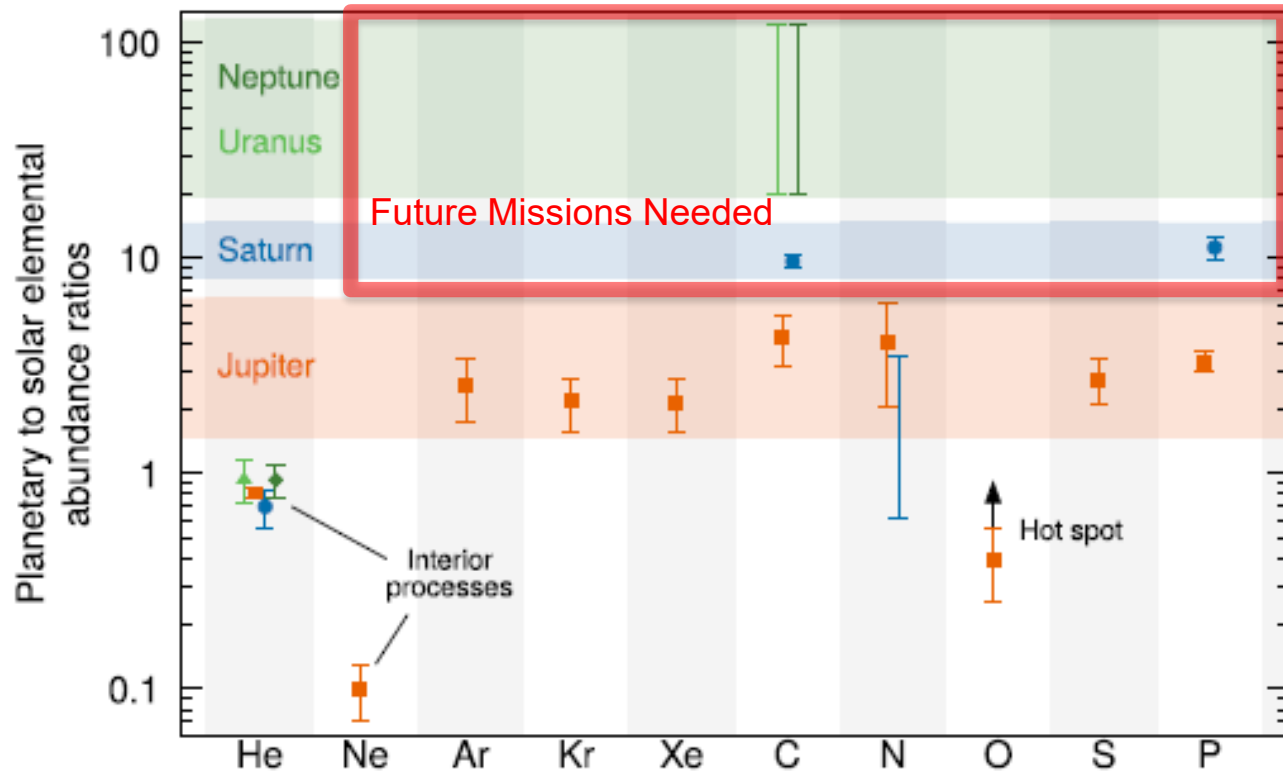 Planetary to solar elemental
abundance ratios
100
10
1
0.1
Neptune
Uranus
Future Missions Needed
Saturn
Jupiter
Interior
processes
Hot spot
He Ne Ar Kr Xe C N O S P